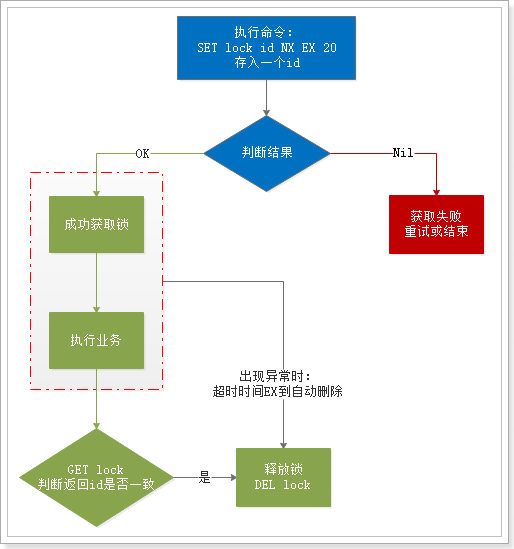 执行命令：
SET lock id NX EX 20
存入一个id
判断结果
OK
Nil
成功获取锁
获取失败
重试或结束
执行业务
出现异常时：
超时时间EX到自动删除
GET lock
判断返回id是否一致
是
释放锁
DEL lock